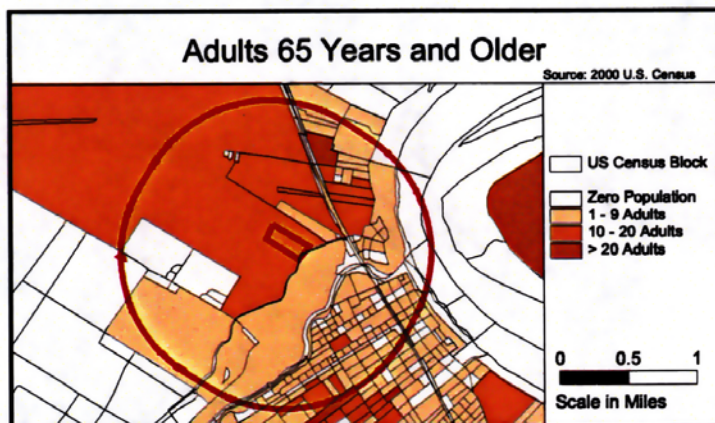 Adults 65 Years and Older
Source: 2000 U.S. Census
US Census Block
Zero Population
1 - 9 Adults
10 - 20 Adults
> 20 Adults
0 0.5 1
Scale in Miles